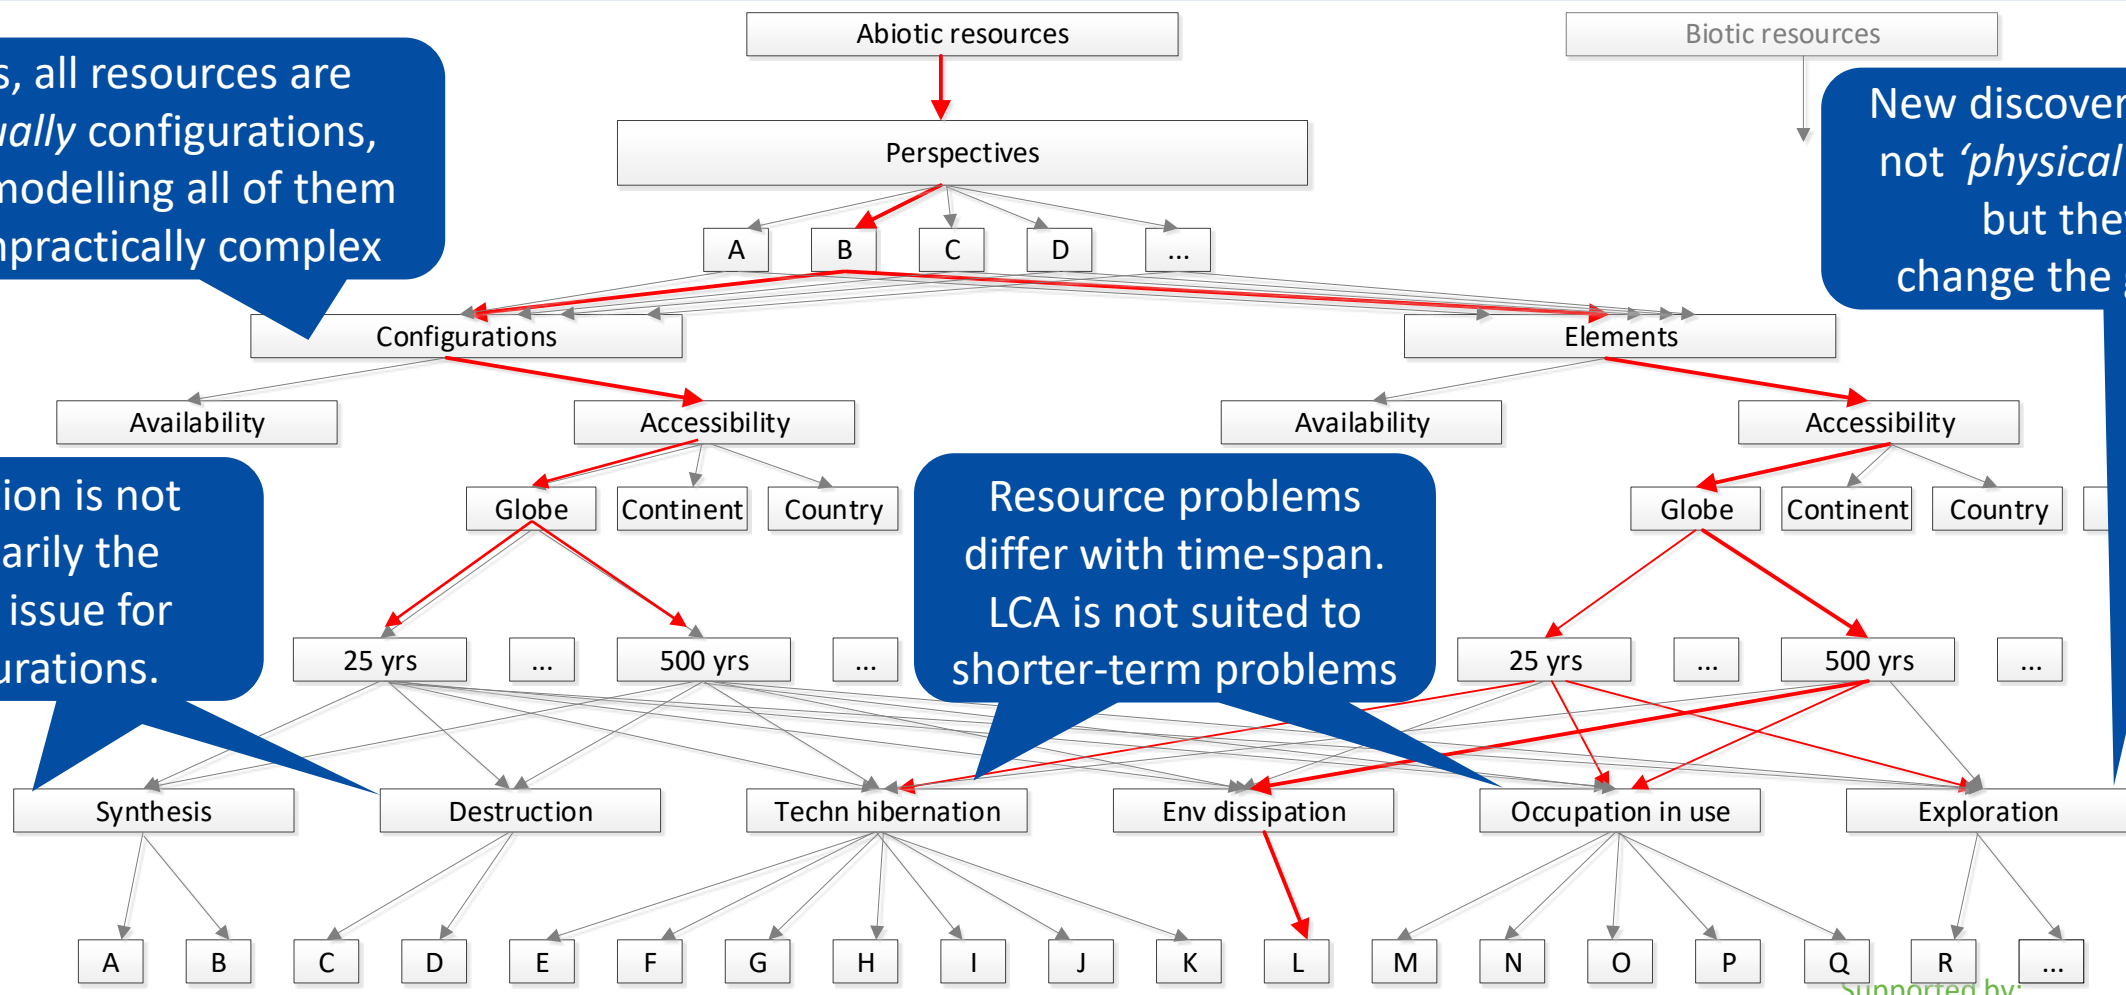 Abiotic resources
Biotic resources
s, all resources are
ually configurations,
modelling all of them
practically complex
New discover
not ‘physical
but they
change the
Perspectives
A B C D ...
Configurations
Elements
Availability
Accessibility
Availability
Accessibility
Globe Continent Country
Globe Continent Country
ion is not
arily the
issue for
urations.
Resource problems
differ with time-span.
LCA is not suited to
shorter-term problems
25 yrs ... 500 yrs ...
25 yrs ... 500 yrs ...
Synthesis
Destruction
Techn hibernation
Env dissipation
Occupation in use
Exploration
A B C D E F G H I J K L M N O P Q R ...
Supported by: